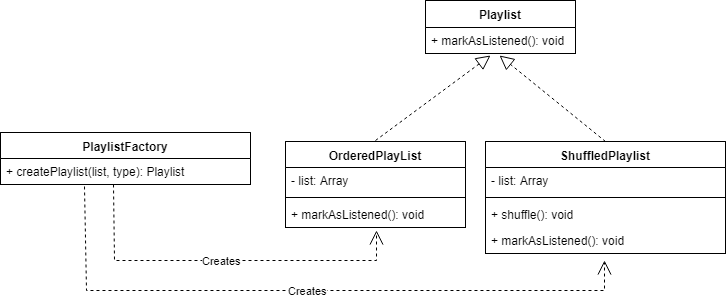 Playlist
+ markAsListened(): void
PlaylistFactory
+ createPlaylist(list, type): Playlist
OrderedPlayList
- list: Array
+ markAsListened(): void
ShuffledPlaylist
- list: Array
+ shuffle(): void
+ markAsListened(): void
Creates
Creates